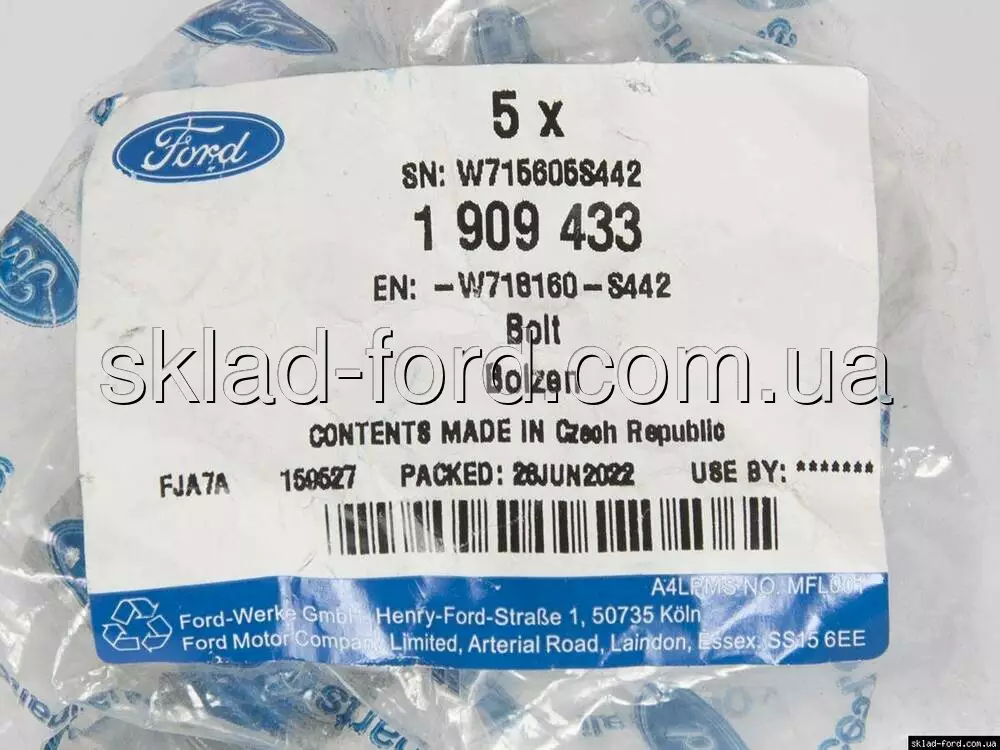 Ford
5 x
SN: W715605S442
1 909 433
EN: -W718160-S442
Bolt
Bolzen
sklad-ford.com.ua
CONTENTS MADE IN Czech Republic
FJA7A 159527 PACKED: 28JUN2022 USE BY: *******
A4LPMS NO. MFL001
Ford-Werke GmbH, Henry-Ford-Straße 1, 50735 Köln
Ford Motor Company Limited, Arterial Road, Laindon, Essex. SS15 6EE
sklad-ford.com.ua